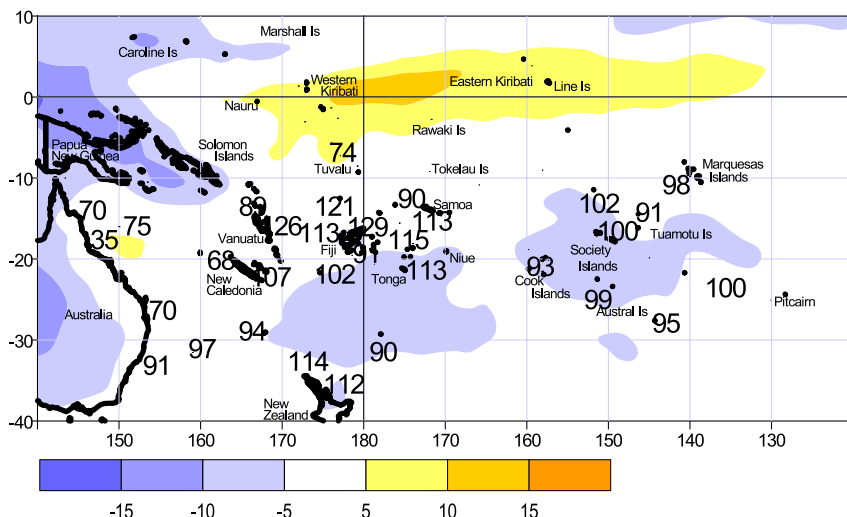 10
Marshall Is
Caroline Is
Western
Kiribati
Eastern Kiribati
Line Is
0
Nauru
Rawaki Is
Papua
New Guinea
Solomon
Islands
74
Tuvalu
Tokelau Is
Marquesas
Islands
98
-10
70
75
35
89
126
Vanuatu
121
113
129
Fiji
91
90
Samoa
113
115
102
91
100
Tuamotu Is
Society
Islands
-20
68
07
New
Caledonia
102
Tonga
113
Niue
93
Cook
Islands
99
Austral Is
100
Pitcairn
70
Australia
94
95
-30
91
97
90
114
112
New
Zealand
-40
150
160
170
180
170
160
150
140
130
-15
-10
-5
5
10
15